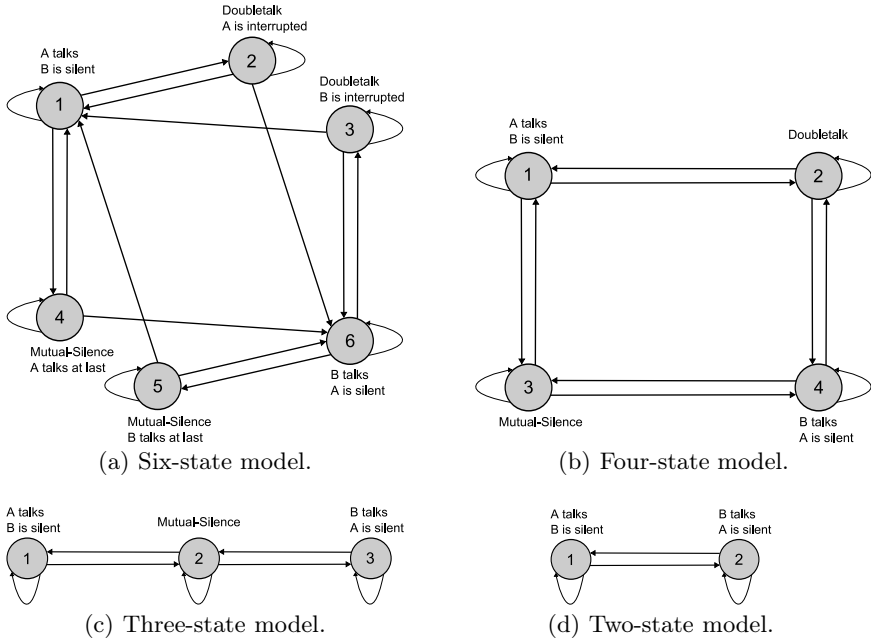 Doubletalk
A is interrupted
2
A talks
B is silent
1
Doubletalk
B is interrupted
3
4
Mutual-Silence
A talks at last
5
Mutual-Silence
B talks at last
6
B talks
A is silent
(a) Six-state model.
A talks
B is silent
1
Doubletalk
2
3
Mutual-Silence
4
B talks
A is silent
(b) Four-state model.
A talks
B is silent
1
Mutual-Silence
2
B talks
A is silent
3
(c) Three-state model.
A talks
B is silent
1
B talks
A is silent
2
(d) Two-state model.